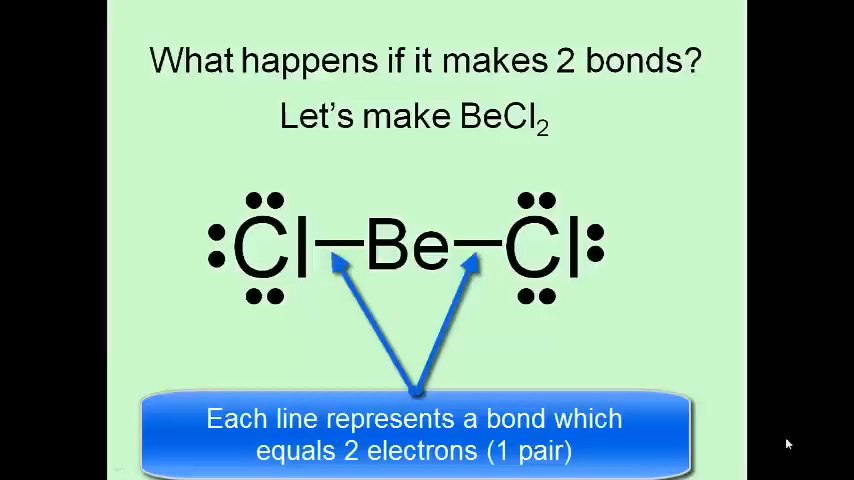 What happens if it makes 2 bonds?
Let's make BeCl₂
Cl—Be—Cl
Each line represents a bond which
equals 2 electrons (1 pair)